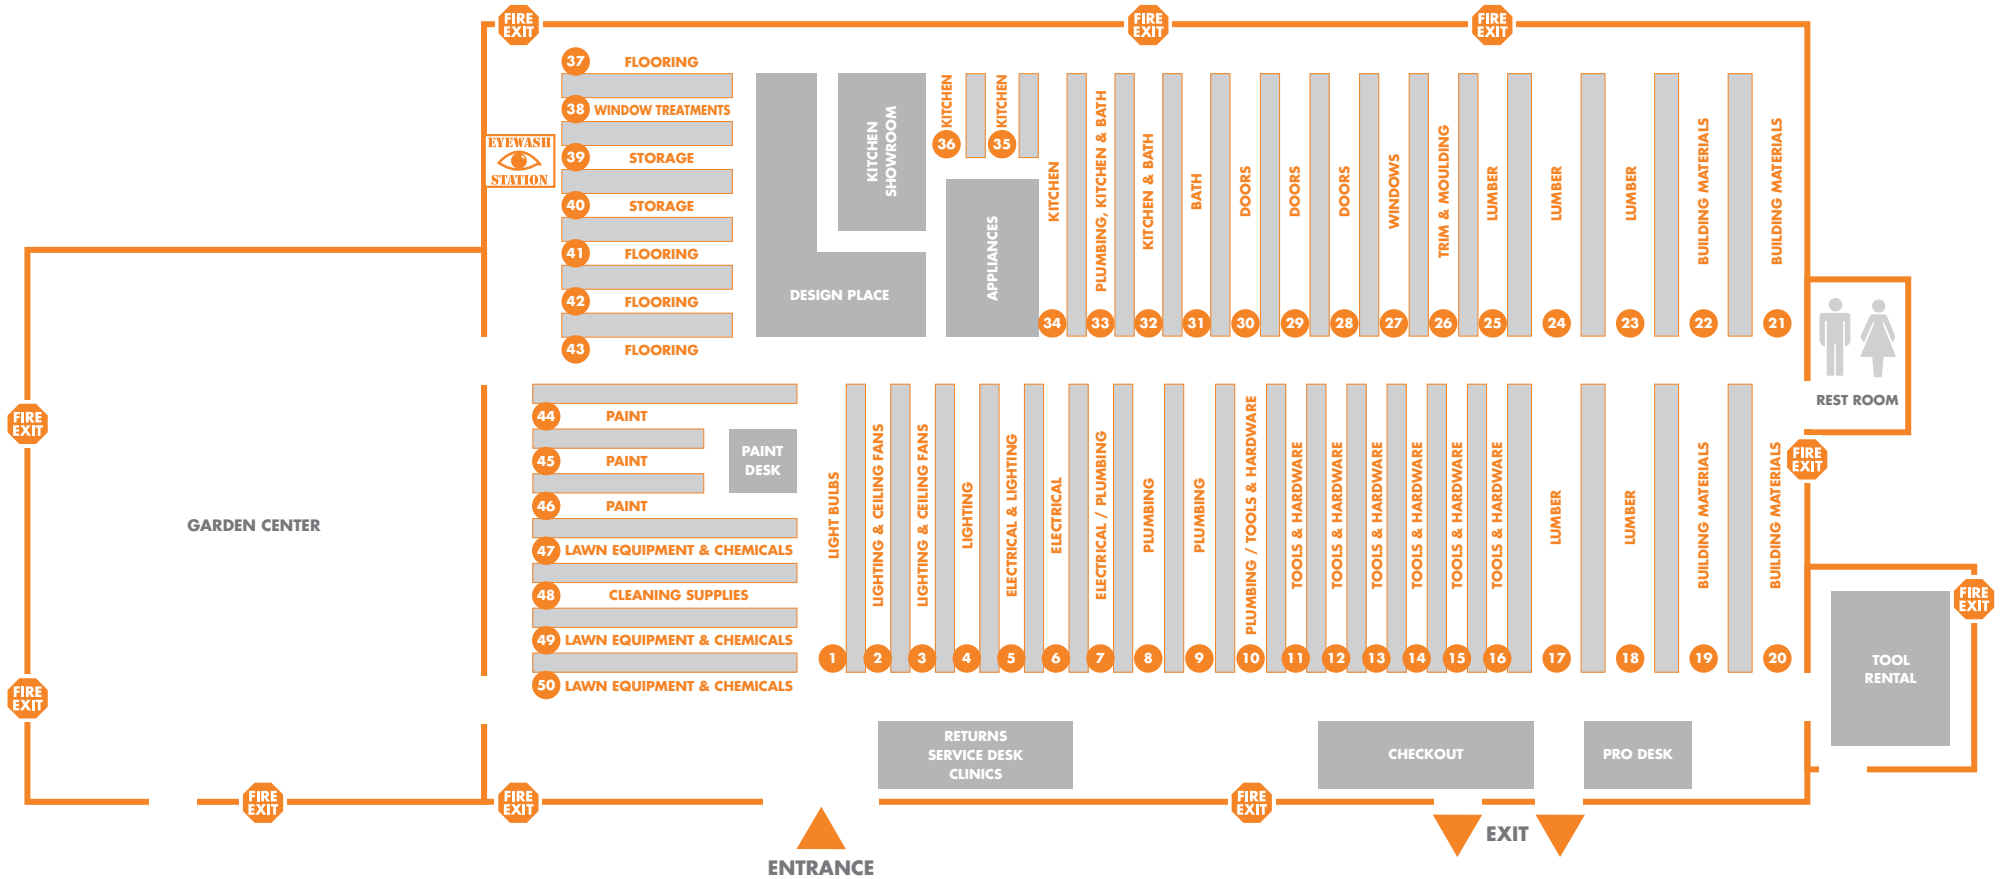 FIRE
EXIT
FIRE
EXIT
FIRE
EXIT
37 FLOORING
38 WINDOW TREATMENTS
39 STORAGE
40 STORAGE
41 FLOORING
42 FLOORING
43 FLOORING
EYEWASH
STATION
KITCHEN
SHOWROOM
DESIGN PLACE
APPLIANCES
KITCHEN 36
KITCHEN 35
KITCHEN 34
PLUMBING, KITCHEN & BATH 33
KITCHEN & BATH 32
BATH 31
DOORS 30
DOORS 29
DOORS 28
WINDOWS 27
TRIM & MOULDING 26
LUMBER 25
LUMBER 24
LUMBER 23
BUILDING MATERIALS 22
BUILDING MATERIALS 21
REST ROOM
FIRE
EXIT
FIRE
EXIT
GARDEN CENTER
44 PAINT
45 PAINT
46 PAINT
47 LAWN EQUIPMENT & CHEMICALS
48 CLEANING SUPPLIES
49 LAWN EQUIPMENT & CHEMICALS
50 LAWN EQUIPMENT & CHEMICALS
PAINT
DESK
LIGHT BULBS 1
LIGHTING & CEILING FANS 2
LIGHTING & CEILING FANS 3
LIGHTING 4
ELECTRICAL & LIGHTING 5
ELECTRICAL 6
ELECTRICAL / PLUMBING 7
PLUMBING 8
PLUMBING 9
PLUMBING / TOOLS & HARDWARE 10
TOOLS & HARDWARE 11
TOOLS & HARDWARE 12
TOOLS & HARDWARE 13
TOOLS & HARDWARE 14
TOOLS & HARDWARE 15
TOOLS & HARDWARE 16
LUMBER 17
LUMBER 18
BUILDING MATERIALS 19
BUILDING MATERIALS 20
FIRE
EXIT
TOOL
RENTAL
FIRE
EXIT
RETURNS
SERVICE DESK
CLINICS
CHECKOUT
PRO DESK
FIRE
EXIT
FIRE
EXIT
FIRE
EXIT
EXIT
ENTRANCE